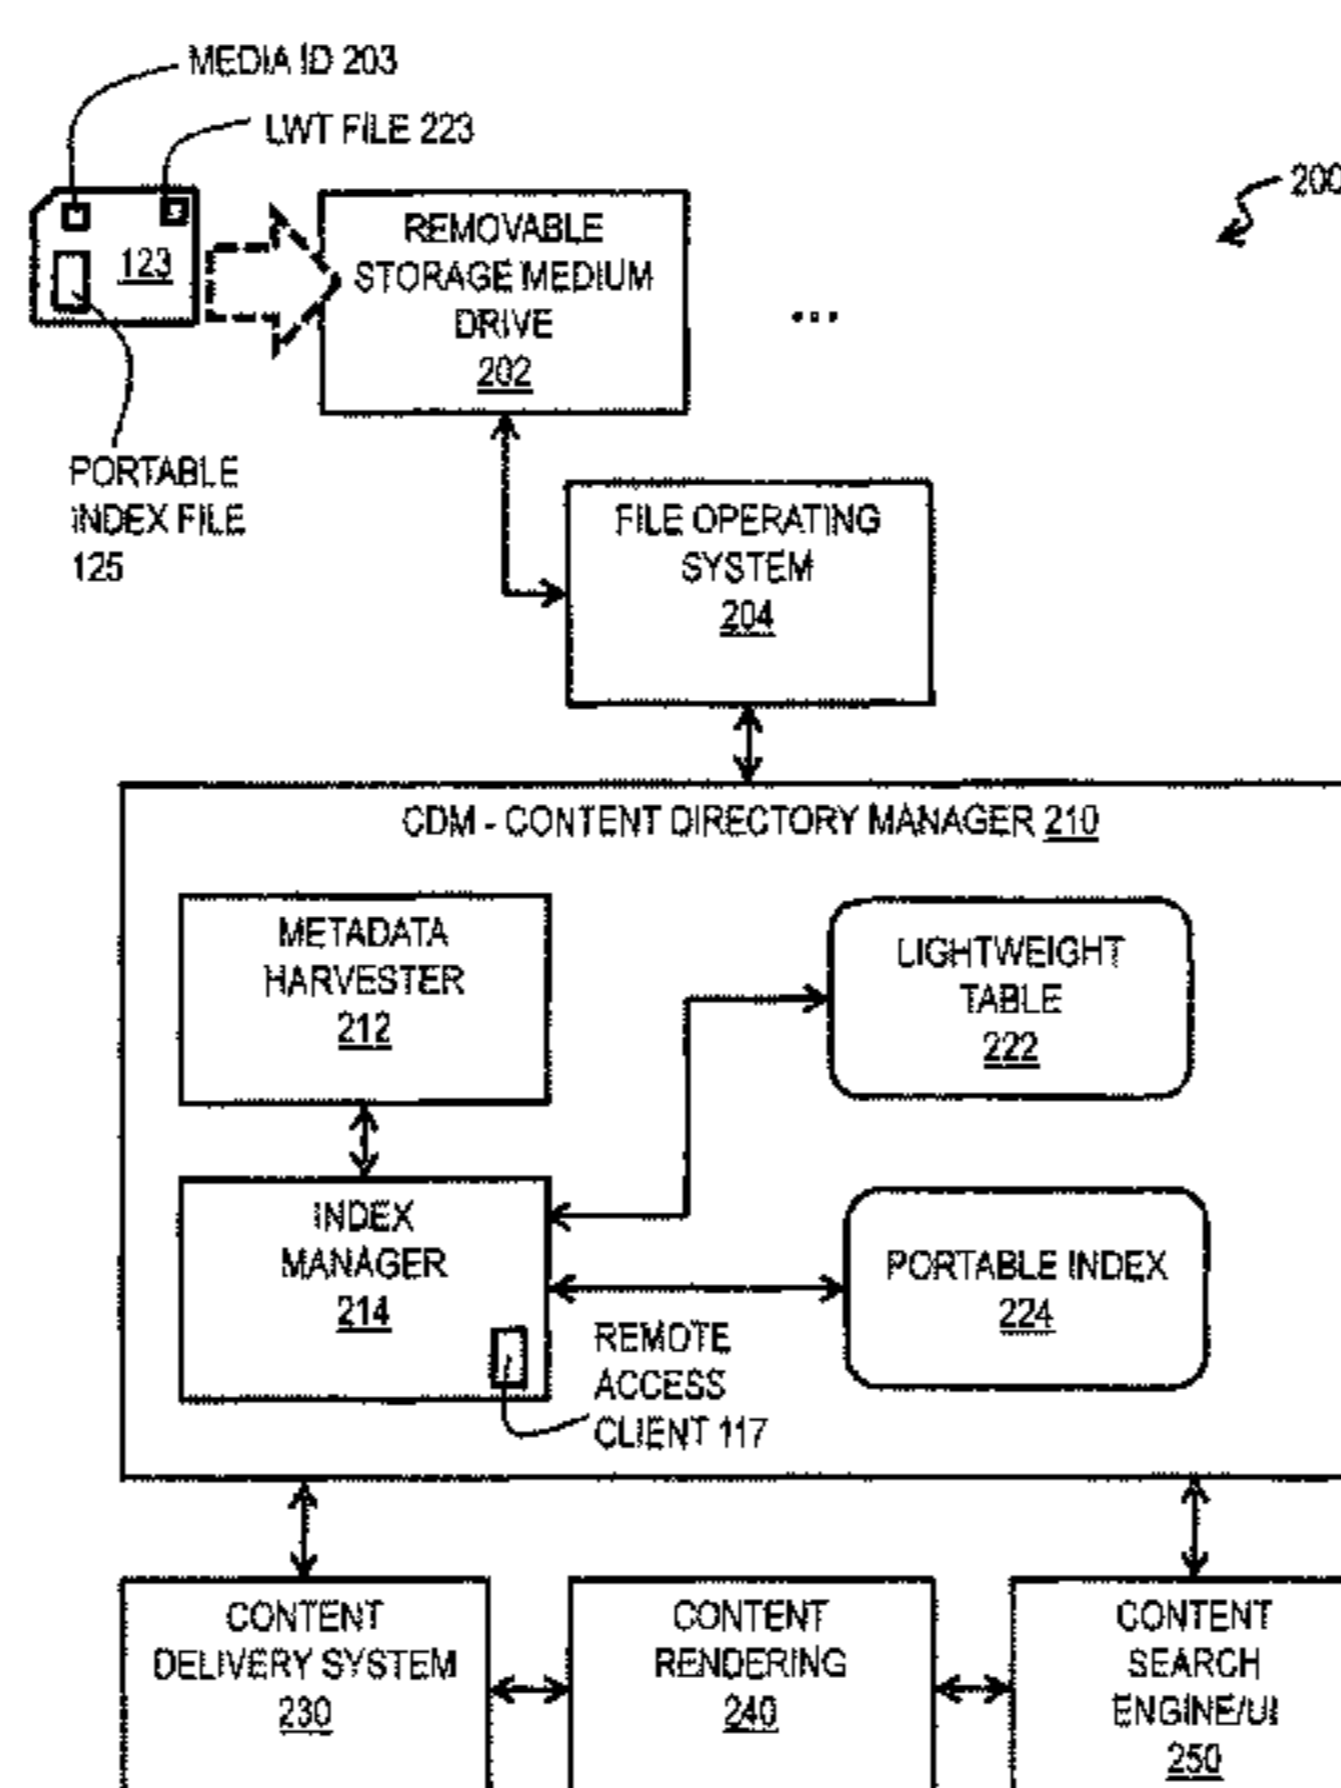 MEDIA ID 203
LWT FILE 223
200
123
REMOVABLE
STORAGE MEDIUM
DRIVE
202
...
PORTABLE
INDEX FILE
125
FILE OPERATING
SYSTEM
204
CDM - CONTENT DIRECTORY MANAGER 210
METADATA
HARVESTER
212
LIGHTWEIGHT
TABLE
222
INDEX
MANAGER
214
PORTABLE INDEX
224
REMOTE
ACCESS
CLIENT 117
CONTENT
DELIVERY SYSTEM
230
CONTENT
RENDERING
240
CONTENT
SEARCH
ENGINE/UI
250